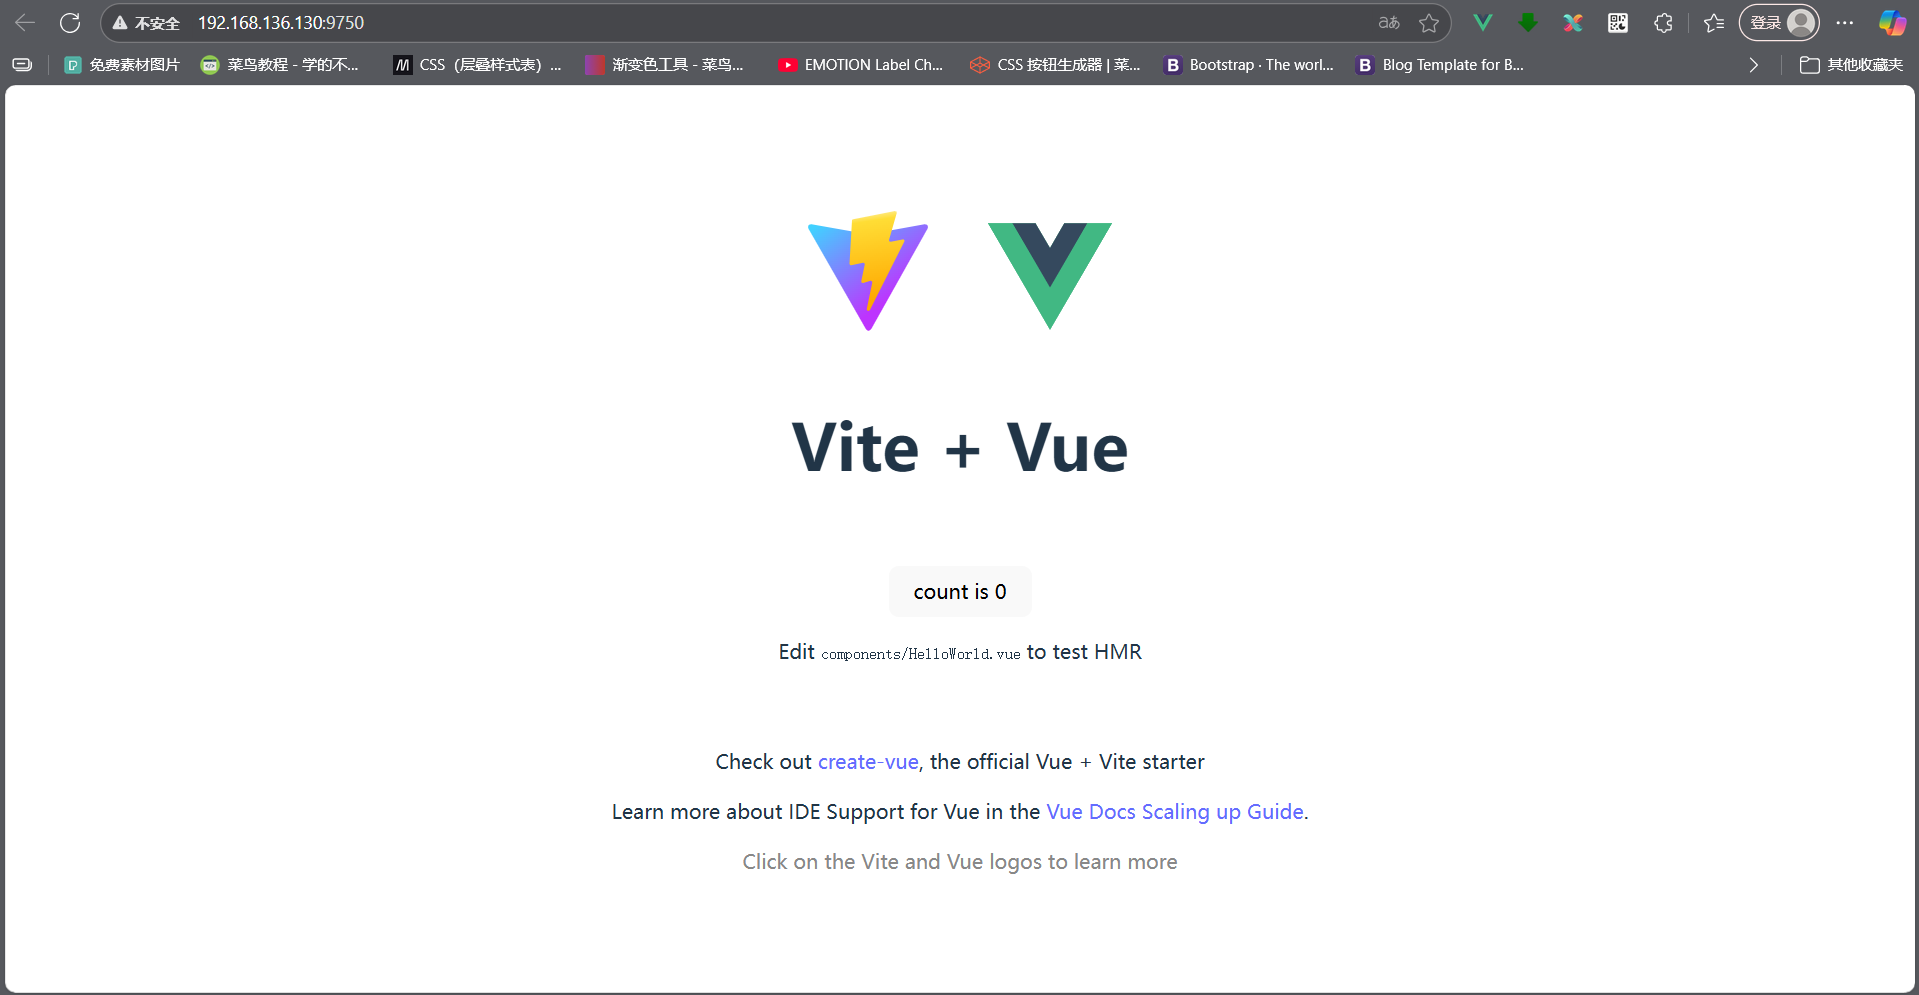 不安全 192.168.136.130:9750 aあ 登录
免费素材图片 菜鸟教程 - 学的不... CSS（层叠样式表）... 渐变色工具 - 菜鸟... EMOTION Label Ch... CSS 按钮生成器 | 菜... Bootstrap · The worl... Blog Template for B... 其他收藏夹
Vite + Vue
count is 0
Edit components/HelloWorld.vue to test HMR
Check out create-vue, the official Vue + Vite starter
Learn more about IDE Support for Vue in the Vue Docs Scaling up Guide.
Click on the Vite and Vue logos to learn more